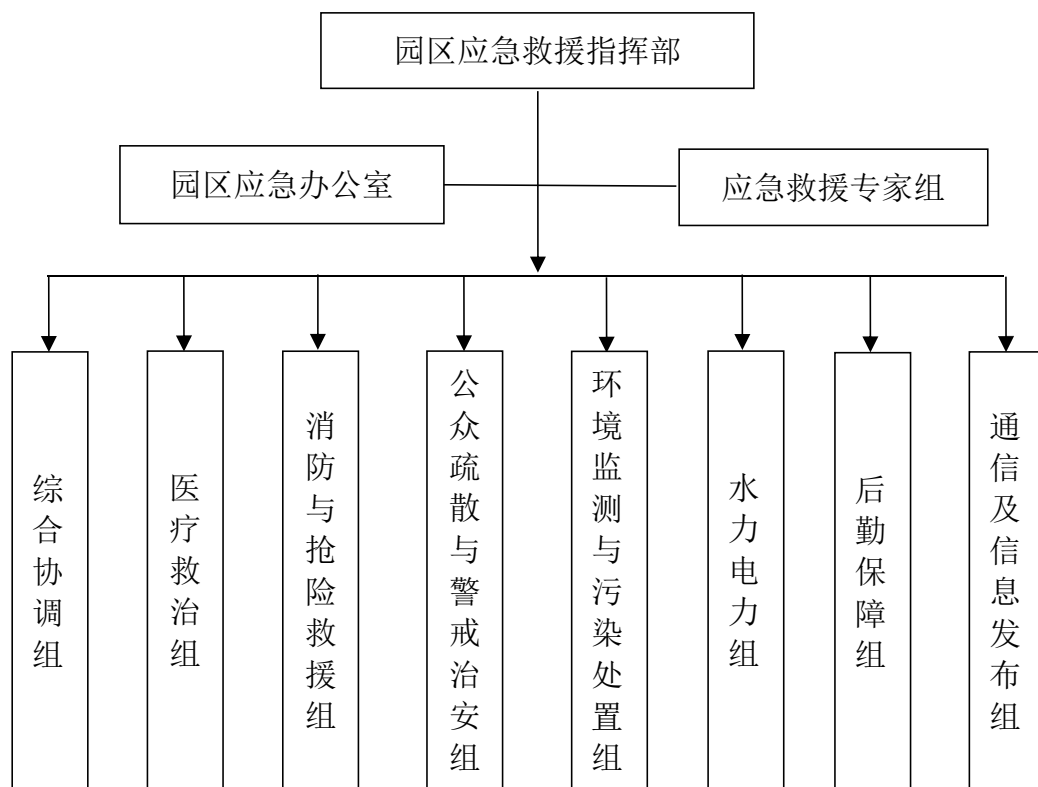 园区应急救援指挥部
园区应急办公室
应急救援专家组
综合协调组
医疗救治组
消防与抢险救援组
公众疏散与警戒治安组
环境监测与污染处置组
水力电力组
后勤保障组
通信及信息发布组